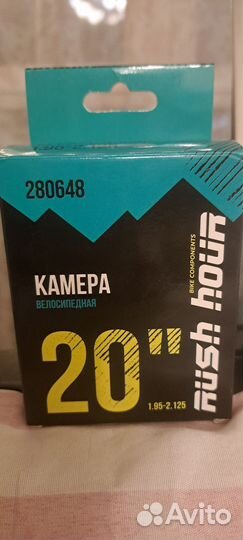 280648
КАМЕРА
ВЕЛОСИПЕДНАЯ
20"
1.95-2.125
RUSH HOUR
BIKE COMPONENTS
Avito